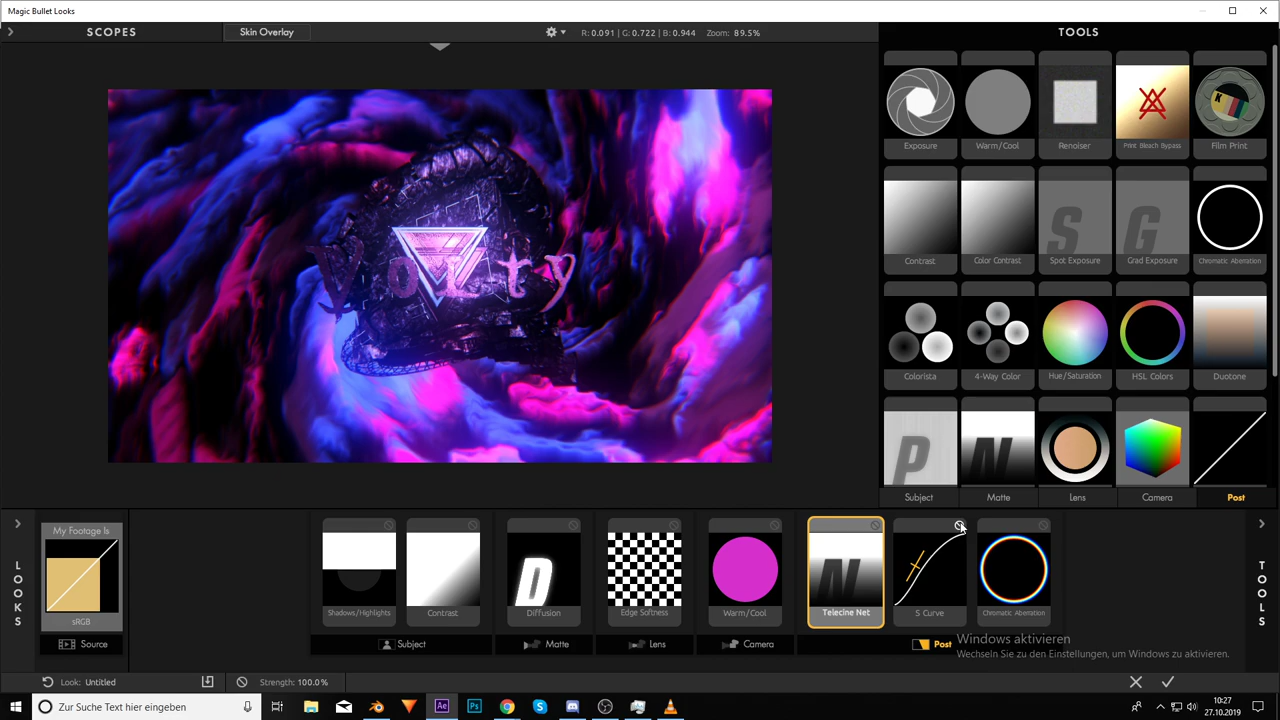 Magic Bullet Looks
SCOPES
Skin Overlay
R: 0.091 | G: 0.722 | B: 0.944 Zoom: 89.5%
TOOLS
Exposure
Warm/Cool
Renoiser
Print Bleach Bypass
Film Print
K
Contrast
Color Contrast
S
Spot Exposure
G
Grad Exposure
Chromatic Aberration
Colorista
4-Way Color
Hue/Saturation
HSL Colors
Duotone
P
N
Subject
Matte
Lens
Camera
Post
Volty
LOOKS
My Footage Is
sRGB
Source
Shadows/Highlights
Contrast
D
Diffusion
Edge Softness
Warm/Cool
N
Telecine Net
S Curve
Chromatic Aberration
TOOLS
Subject
Matte
Lens
Camera
Post
Windows aktivieren
Wechseln Sie zu den Einstellungen, um Windows zu aktivieren.
Look: Untitled
Strength: 100.0%
Zur Suche Text hier eingeben
Ae
Ps
10:27
27.10.2019